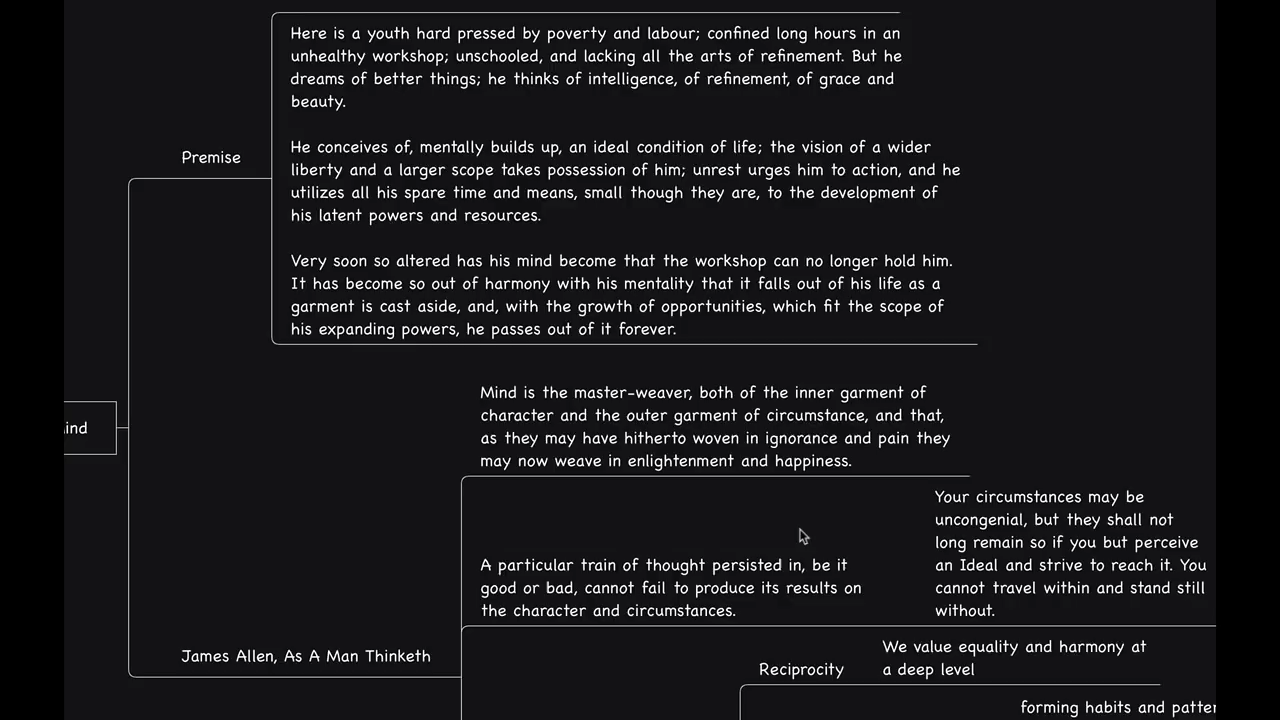 Here is a youth hard pressed by poverty and labour; confined long hours in an
unhealthy workshop; unschooled, and lacking all the arts of refinement. But he
dreams of better things; he thinks of intelligence, of refinement, of grace and
beauty.
He conceives of, mentally builds up, an ideal condition of life; the vision of a wider
liberty and a larger scope takes possession of him; unrest urges him to action, and he
utilizes all his spare time and means, small though they are, to the development of
his latent powers and resources.
Very soon so altered has his mind become that the workshop can no longer hold him.
It has become so out of harmony with his mentality that it falls out of his life as a
garment is cast aside, and, with the growth of opportunities, which fit the scope of
his expanding powers, he passes out of it forever.
Premise
Mind is the master-weaver, both of the inner garment of
character and the outer garment of circumstance, and that,
as they may have hitherto woven in ignorance and pain they
may now weave in enlightenment and happiness.
Your circumstances may be
uncongenial, but they shall not
long remain so if you but perceive
an Ideal and strive to reach it. You
cannot travel within and stand still
without.
A particular train of thought persisted in, be it
good or bad, cannot fail to produce its results on
the character and circumstances.
James Allen, As A Man Thinketh
Reciprocity
We value equality and harmony at
a deep level
forming habits and